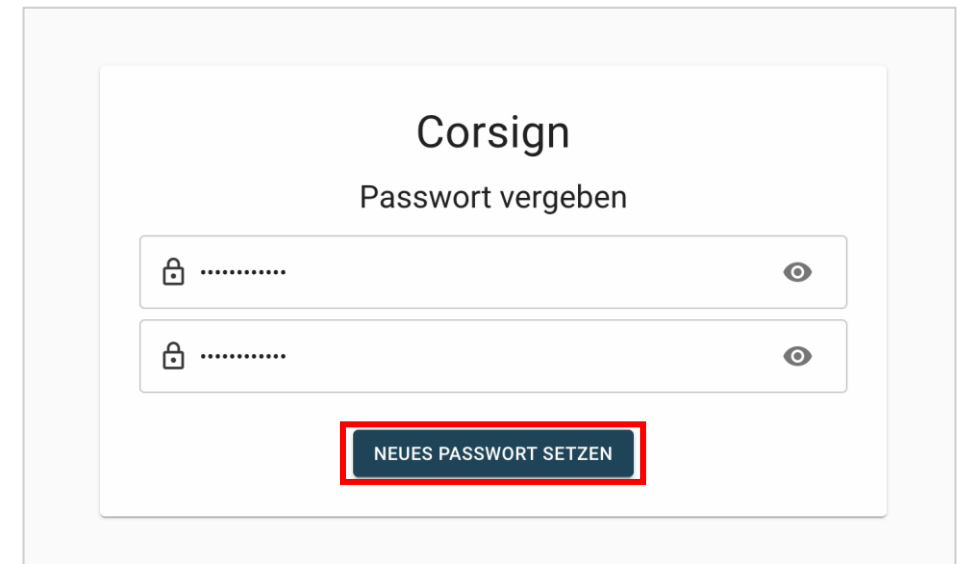 Corsign
Passwort vergeben
••••••••••••
••••••••••••
NEUES PASSWORT SETZEN